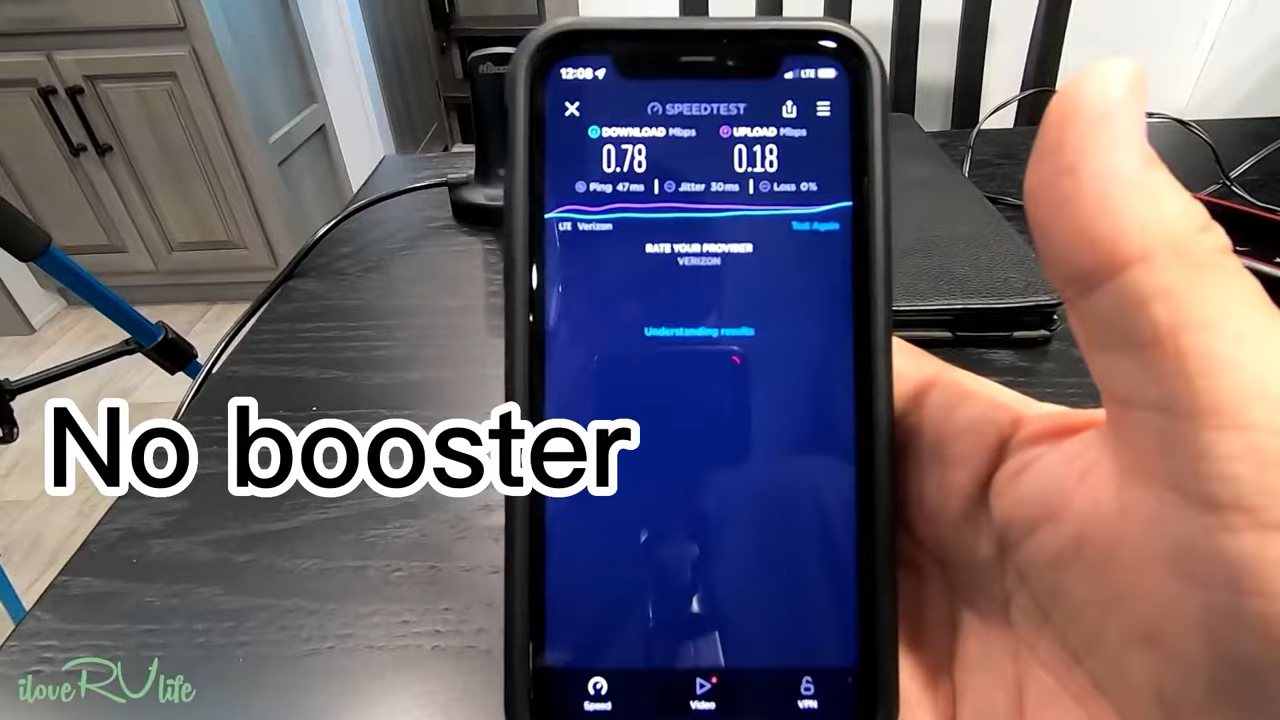 12:08 LTE
SPEEDTEST
DOWNLOAD Mbps UPLOAD Mbps
0.78 0.18
Ping 47ms Jitter 30ms Loss 0%
LTE Verizon Test Again
RATE YOUR PROVIDER
VERIZON
Understanding results
No booster
Speed Video VPN
iloveRVlife